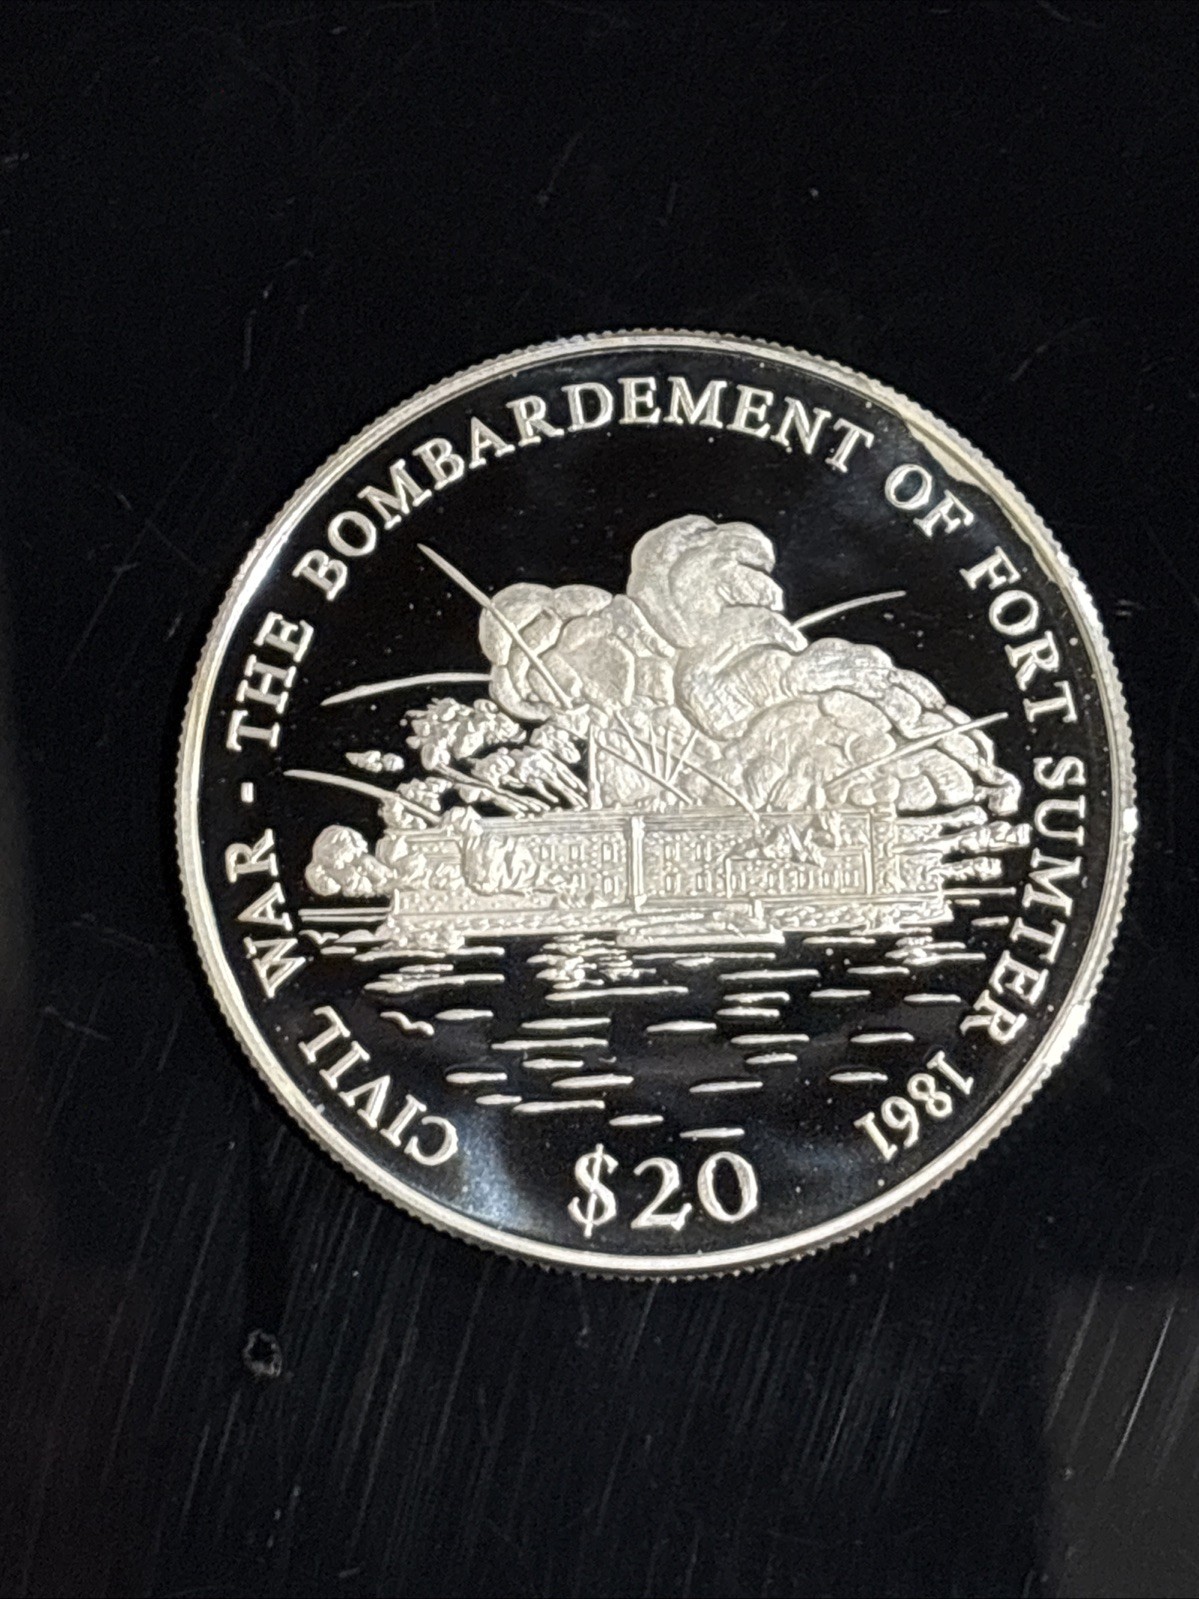 CIVIL WAR - THE BOMBARDEMENT OF FORT SUMTER 1861
$20